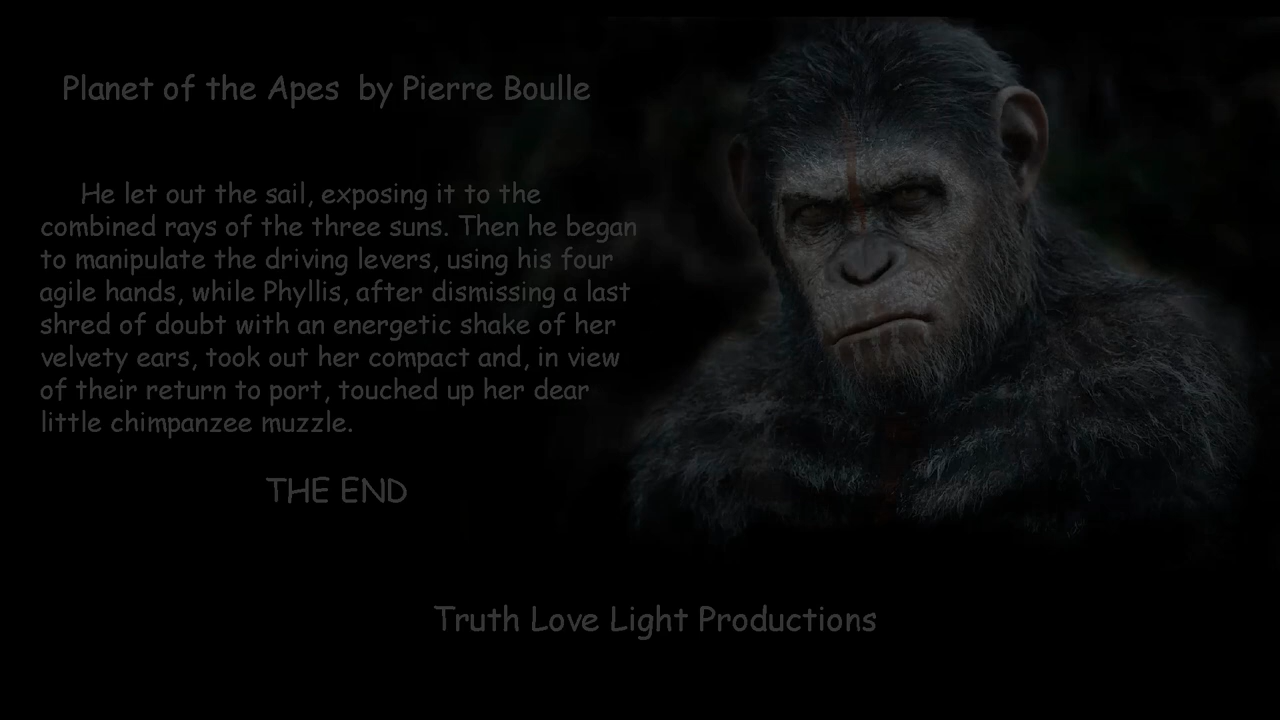 Planet of the Apes by Pierre Boulle
He let out the sail, exposing it to the
combined rays of the three suns. Then he began
to manipulate the driving levers, using his four
agile hands, while Phyllis, after dismissing a last
shred of doubt with an energetic shake of her
velvety ears, took out her compact and, in view
of their return to port, touched up her dear
little chimpanzee muzzle.
THE END
Truth Love Light Productions